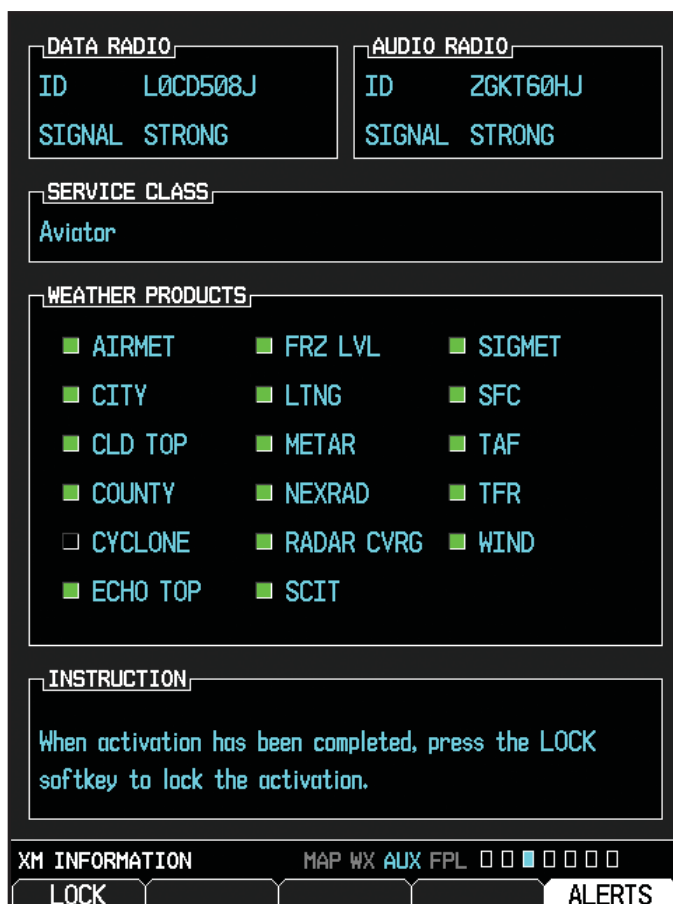 DATA RADIO
ID L0CD508J
SIGNAL STRONG
AUDIO RADIO
ID ZGKT60HJ
SIGNAL STRONG
SERVICE CLASS
Aviator
WEATHER PRODUCTS
AIRMET FRZ LVL SIGMET
CITY LTNG SFC
CLD TOP METAR TAF
COUNTY NEXRAD TFR
CYCLONE RADAR CVRG WIND
ECHO TOP SCIT
INSTRUCTION
When activation has been completed, press the LOCK
softkey to lock the activation.
XM INFORMATION MAP WX AUX FPL
LOCK ALERTS